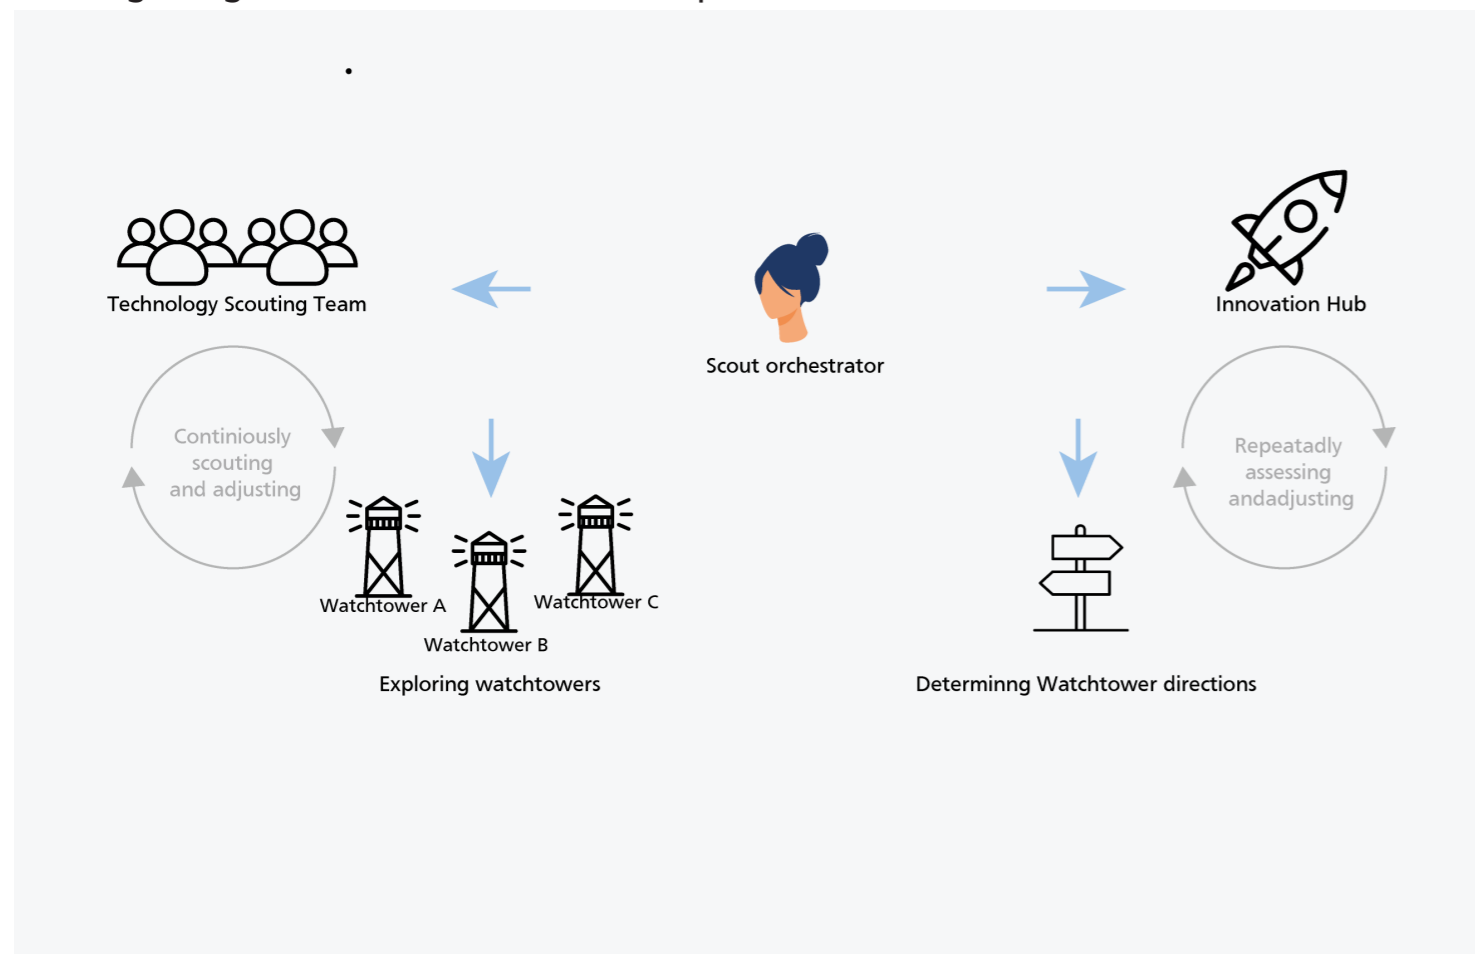 Technology Scouting Team
Scout orchestrator
Innovation Hub
Continiously
scouting
and adjusting
Repeatadly
assessing
andadjusting
Watchtower A
Watchtower B
Watchtower C
Exploring watchtowers
Determinng Watchtower directions